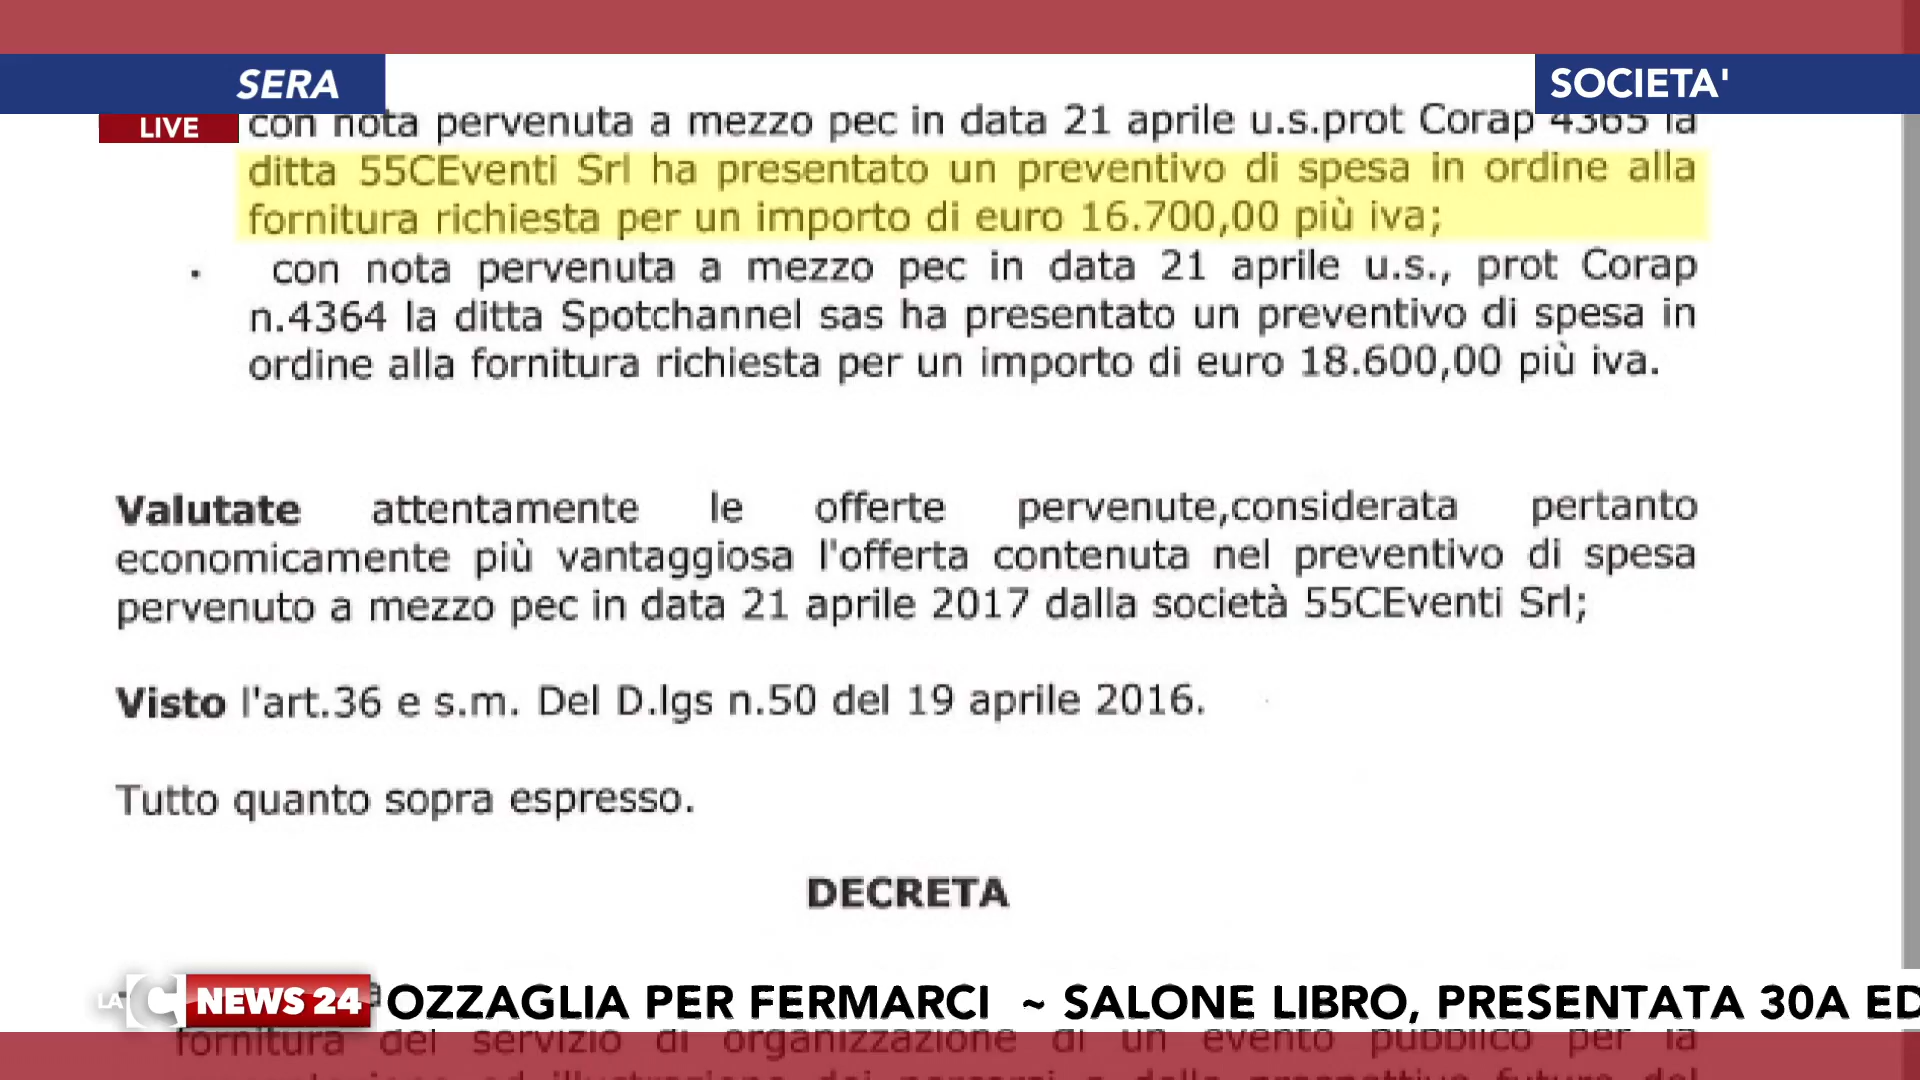 SERA
SOCIETA'
LIVE
con nota pervenuta a mezzo pec in data 21 aprile u.s.prot Corap 4365 la
ditta 55CEventi Srl ha presentato un preventivo di spesa in ordine alla
fornitura richiesta per un importo di euro 16.700,00 più iva;
· con nota pervenuta a mezzo pec in data 21 aprile u.s., prot Corap
n.4364 la ditta Spotchannel sas ha presentato un preventivo di spesa in
ordine alla fornitura richiesta per un importo di euro 18.600,00 più iva.
Valutate attentamente le offerte pervenute,considerata pertanto
economicamente più vantaggiosa l'offerta contenuta nel preventivo di spesa
pervenuto a mezzo pec in data 21 aprile 2017 dalla società 55CEventi Srl;
Visto l'art.36 e s.m. Del D.lgs n.50 del 19 aprile 2016.
Tutto quanto sopra espresso.
DECRETA
LA C NEWS 24 OZZAGLIA PER FERMARCI ~ SALONE LIBRO, PRESENTATA 30A ED
fornitura del servizio di organizzazione di un evento pubblico per la